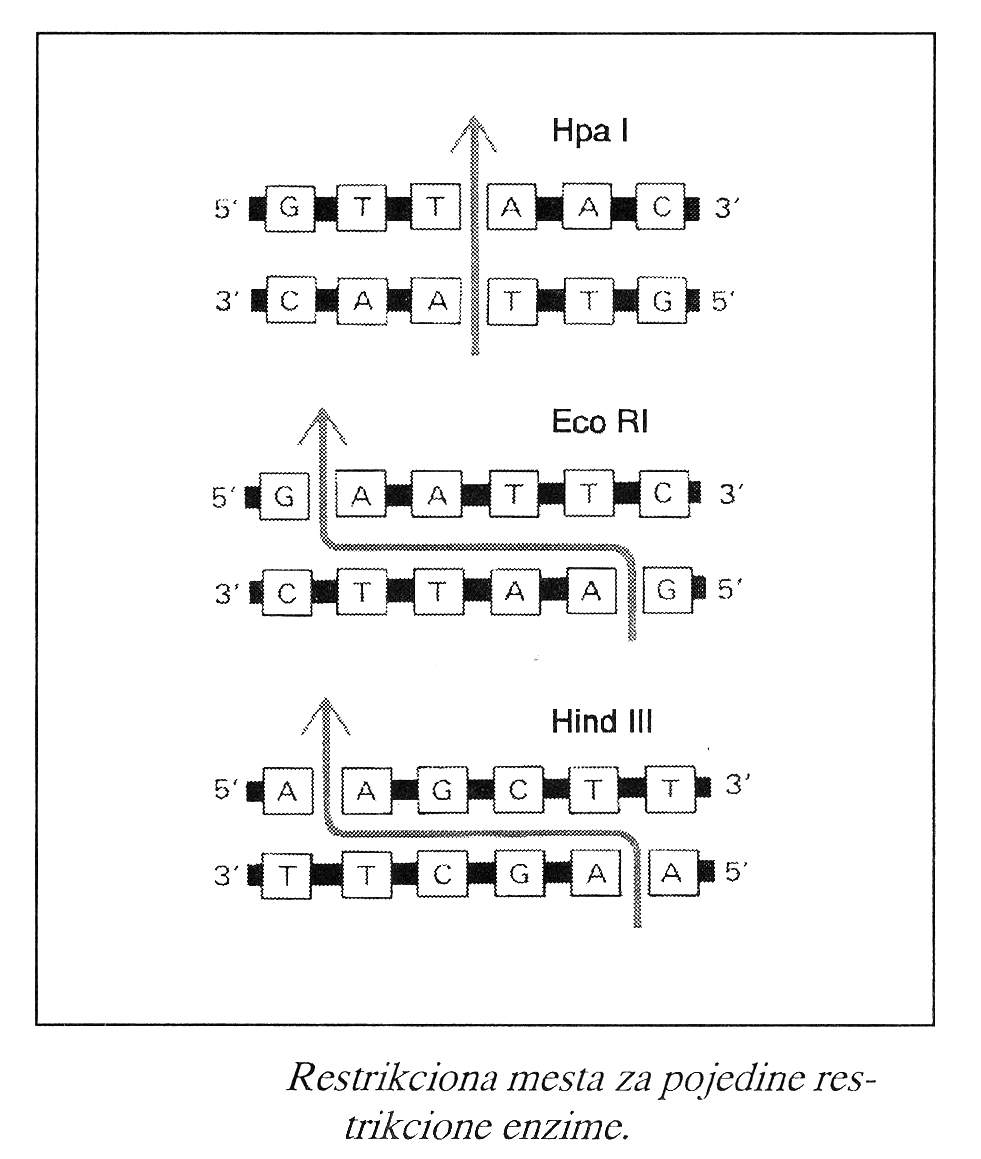 Hpa I
5′ G T T A A C 3′
3′ C A A T T G 5′
Eco RI
5′ G A A T T C 3′
3′ C T T A A G 5′
Hind III
5′ A A G C T T 3′
3′ T T C G A A 5′
Restrikciona mesta za pojedine res-
trikcione enzime.